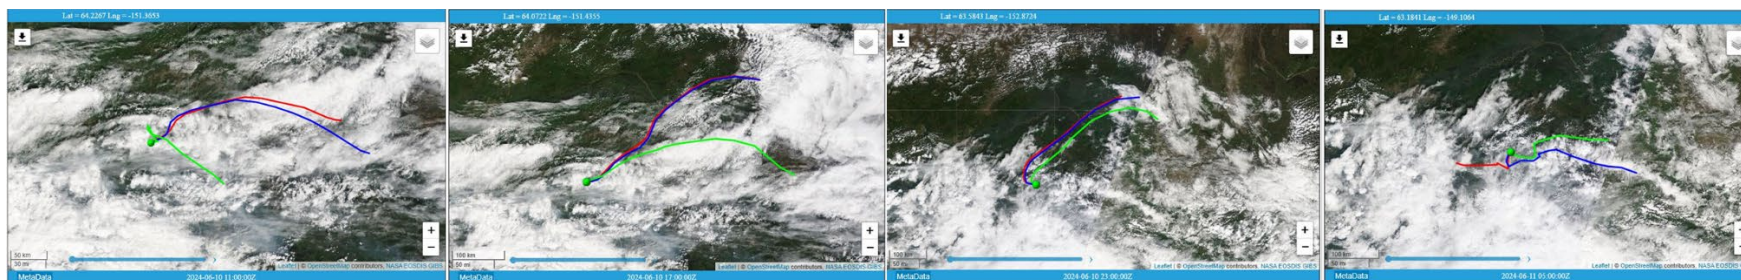 Lat = 64.2267 Lng = -151.3653
50 km
30 mi
+
−
Leaflet | © OpenStreetMap contributors, NASA EOSDIS GIBS
MetaData
2024-06-10 11:00:00Z
Lat = 64.0722 Lng = -151.4355
100 km
50 mi
+
−
Leaflet | © OpenStreetMap contributors, NASA EOSDIS GIBS
MetaData
2024-06-10 17:00:00Z
Lat = 63.5843 Lng = -152.8724
100 km
50 mi
+
−
Leaflet | © OpenStreetMap contributors, NASA EOSDIS GIBS
MetaData
2024-06-10 23:00:00Z
Lat = 63.1841 Lng = -149.1064
100 km
50 mi
+
−
Leaflet | © OpenStreetMap contributors, NASA EOSDIS GIBS
MetaData
2024-06-11 05:00:00Z